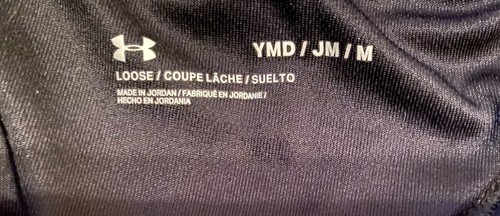 YMD / JM / M
LOOSE / COUPE LÂCHE / SUELTO
MADE IN JORDAN / FABRIQUÉ EN JORDANIE /
HECHO EN JORDANIA